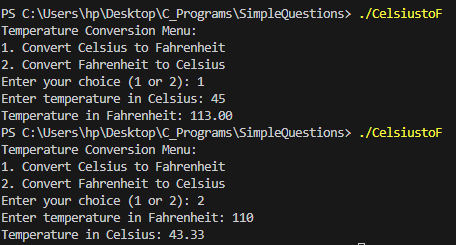 PS C:\Users\hp\Desktop\C_Programs\SimpleQuestions> ./CelsiustoF
Temperature Conversion Menu:
1. Convert Celsius to Fahrenheit
2. Convert Fahrenheit to Celsius
Enter your choice (1 or 2): 1
Enter temperature in Celsius: 45
Temperature in Fahrenheit: 113.00
PS C:\Users\hp\Desktop\C_Programs\SimpleQuestions> ./CelsiustoF
Temperature Conversion Menu:
1. Convert Celsius to Fahrenheit
2. Convert Fahrenheit to Celsius
Enter your choice (1 or 2): 2
Enter temperature in Fahrenheit: 110
Temperature in Celsius: 43.33